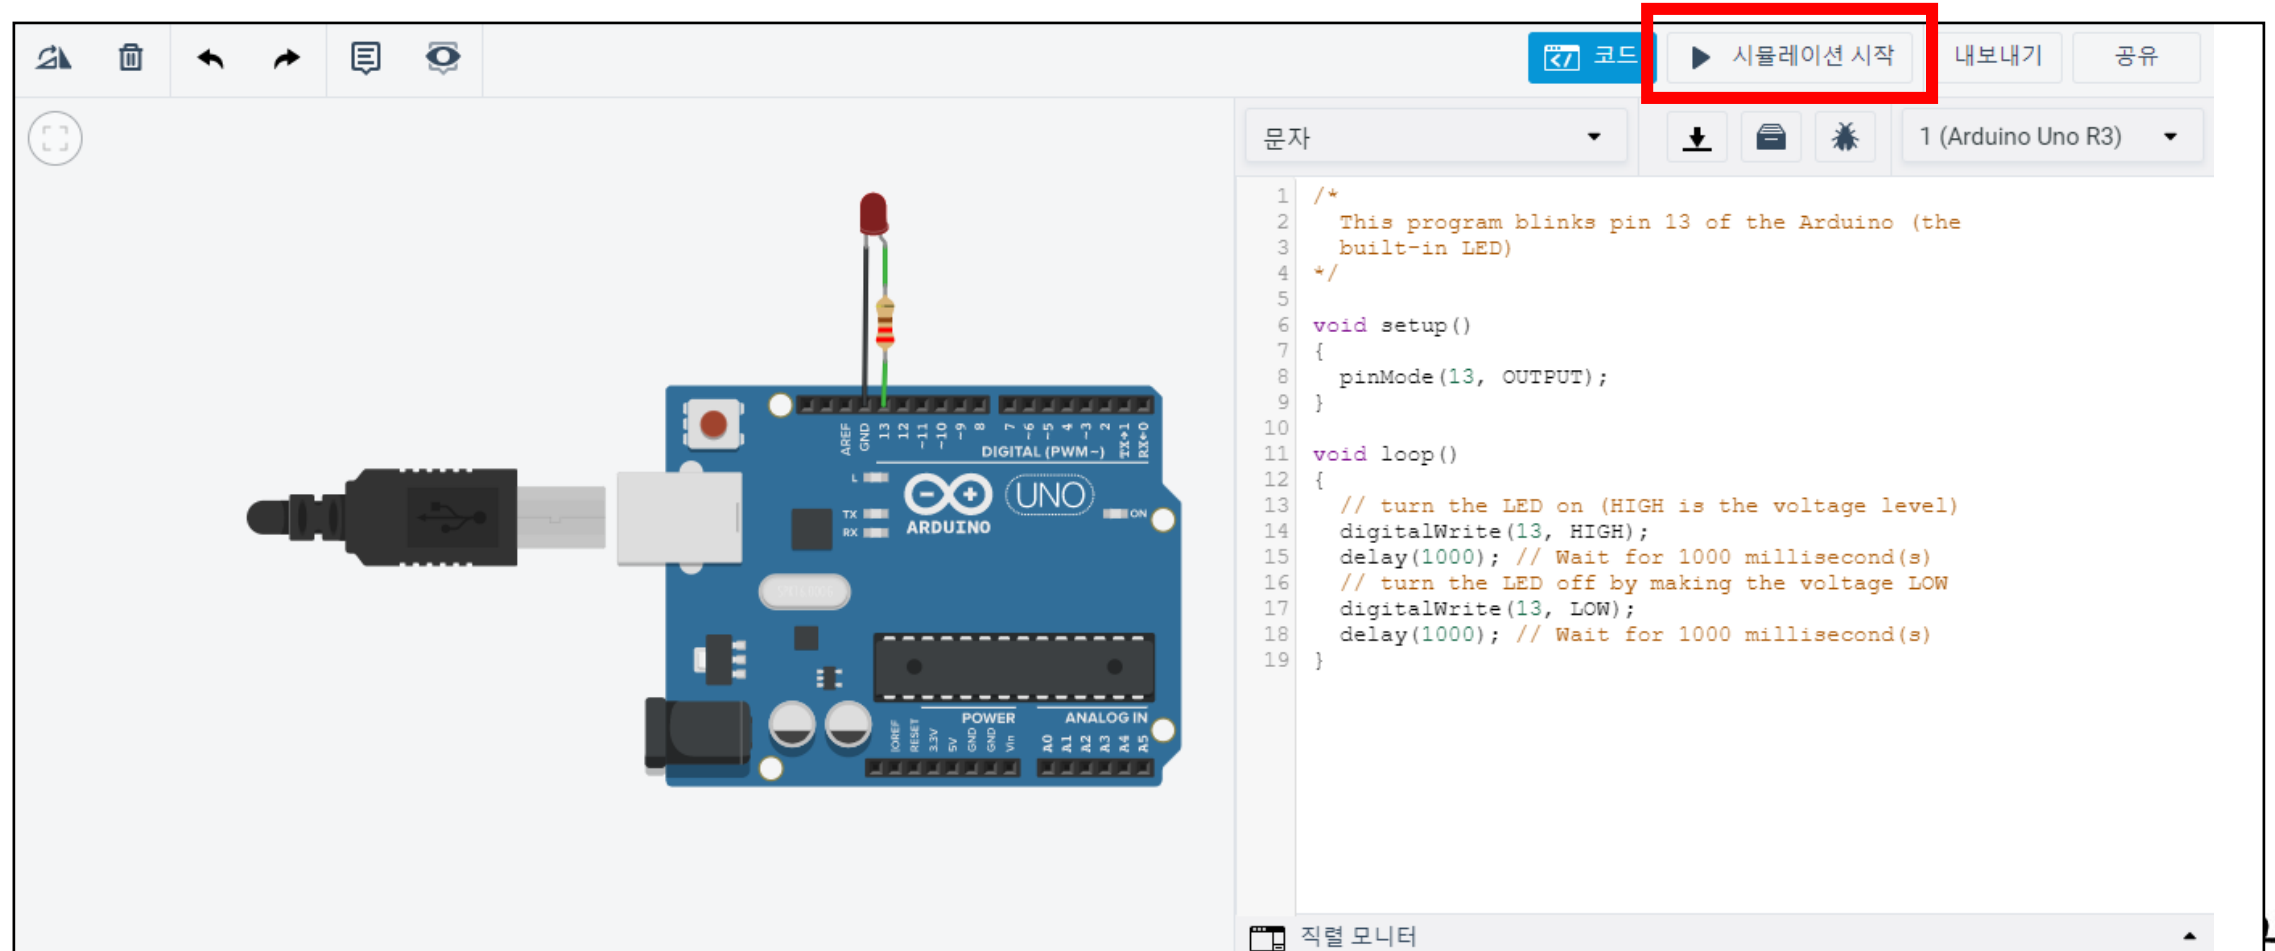 코드
시뮬레이션 시작
내보내기
공유
문자
1 (Arduino Uno R3)
1 /*
2 This program blinks pin 13 of the Arduino (the
3 built-in LED)
4 */
5
6 void setup()
7 {
8 pinMode(13, OUTPUT);
9 }
10
11 void loop()
12 {
13 // turn the LED on (HIGH is the voltage level)
14 digitalWrite(13, HIGH);
15 delay(1000); // Wait for 1000 millisecond(s)
16 // turn the LED off by making the voltage LOW
17 digitalWrite(13, LOW);
18 delay(1000); // Wait for 1000 millisecond(s)
19 }
직렬 모니터
AREF GND 13 12 ~11 ~10 ~9 8 7 ~6 ~5 4 ~3 2 TX→1 RX←0
DIGITAL (PWM~)
L
TX
RX
ARDUINO
UNO
ON
POWER
ANALOG IN
IOREF RESET 3.3V 5V GND GND Vin A0 A1 A2 A3 A4 A5